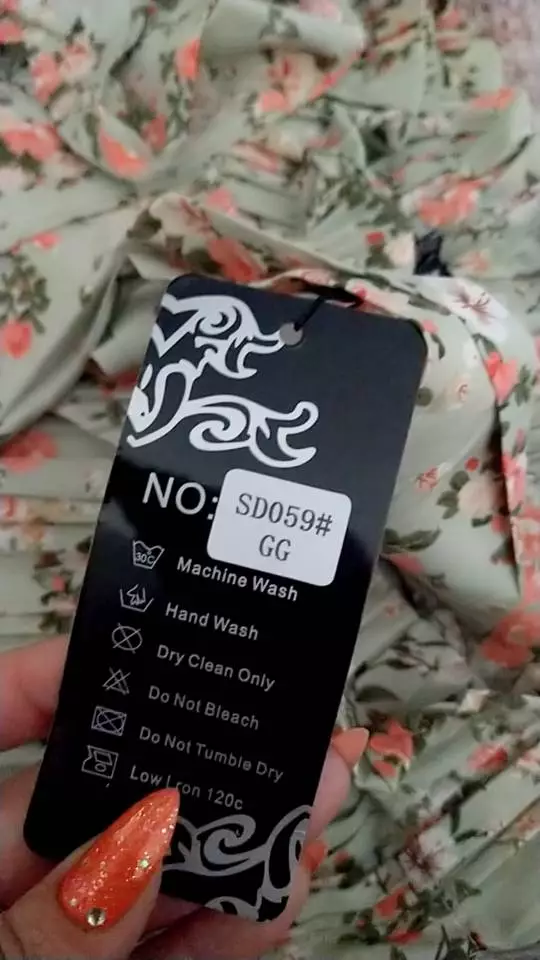 NO: SD059#
GG
30C Machine Wash
Hand Wash
Dry Clean Only
Do Not Bleach
Do Not Tumble Dry
Low Iron 120c